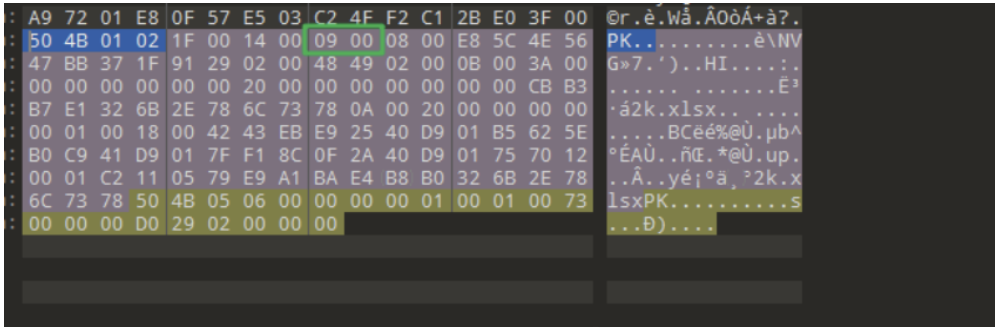 : A9 72 01 E8 0F 57 E5 03 C2 4F F2 C1 2B E0 3F 00 ©r.è.Wå.ÂOòÁ+à?.
: 50 4B 01 02 1F 00 14 00 09 00 08 00 E8 5C 4E 56 PK..........è\NV
: 47 BB 37 1F 91 29 02 00 48 49 02 00 0B 00 3A 00 G»7.')..HI....:.
: 00 00 00 00 00 00 20 00 00 00 00 00 00 00 CB B3 ...... .......Ë³
: B7 E1 32 6B 2E 78 6C 73 78 0A 00 20 00 00 00 00 ·á2k.xlsx.. ....
: 00 01 00 18 00 42 43 EB E9 25 40 D9 01 B5 62 5E .....BCëé%@Ù.µb^
: B0 C9 41 D9 01 7F F1 8C 0F 2A 40 D9 01 75 70 12 °ÉAÙ..ñŒ.*@Ù.up.
: 00 01 C2 11 05 79 E9 A1 BA E4 B8 B0 32 6B 2E 78 ..Â..yé¡ºä¸°2k.x
: 6C 73 78 50 4B 05 06 00 00 00 00 01 00 01 00 73 lsxPK..........s
: 00 00 00 D0 29 02 00 00 00 ...Ð)....